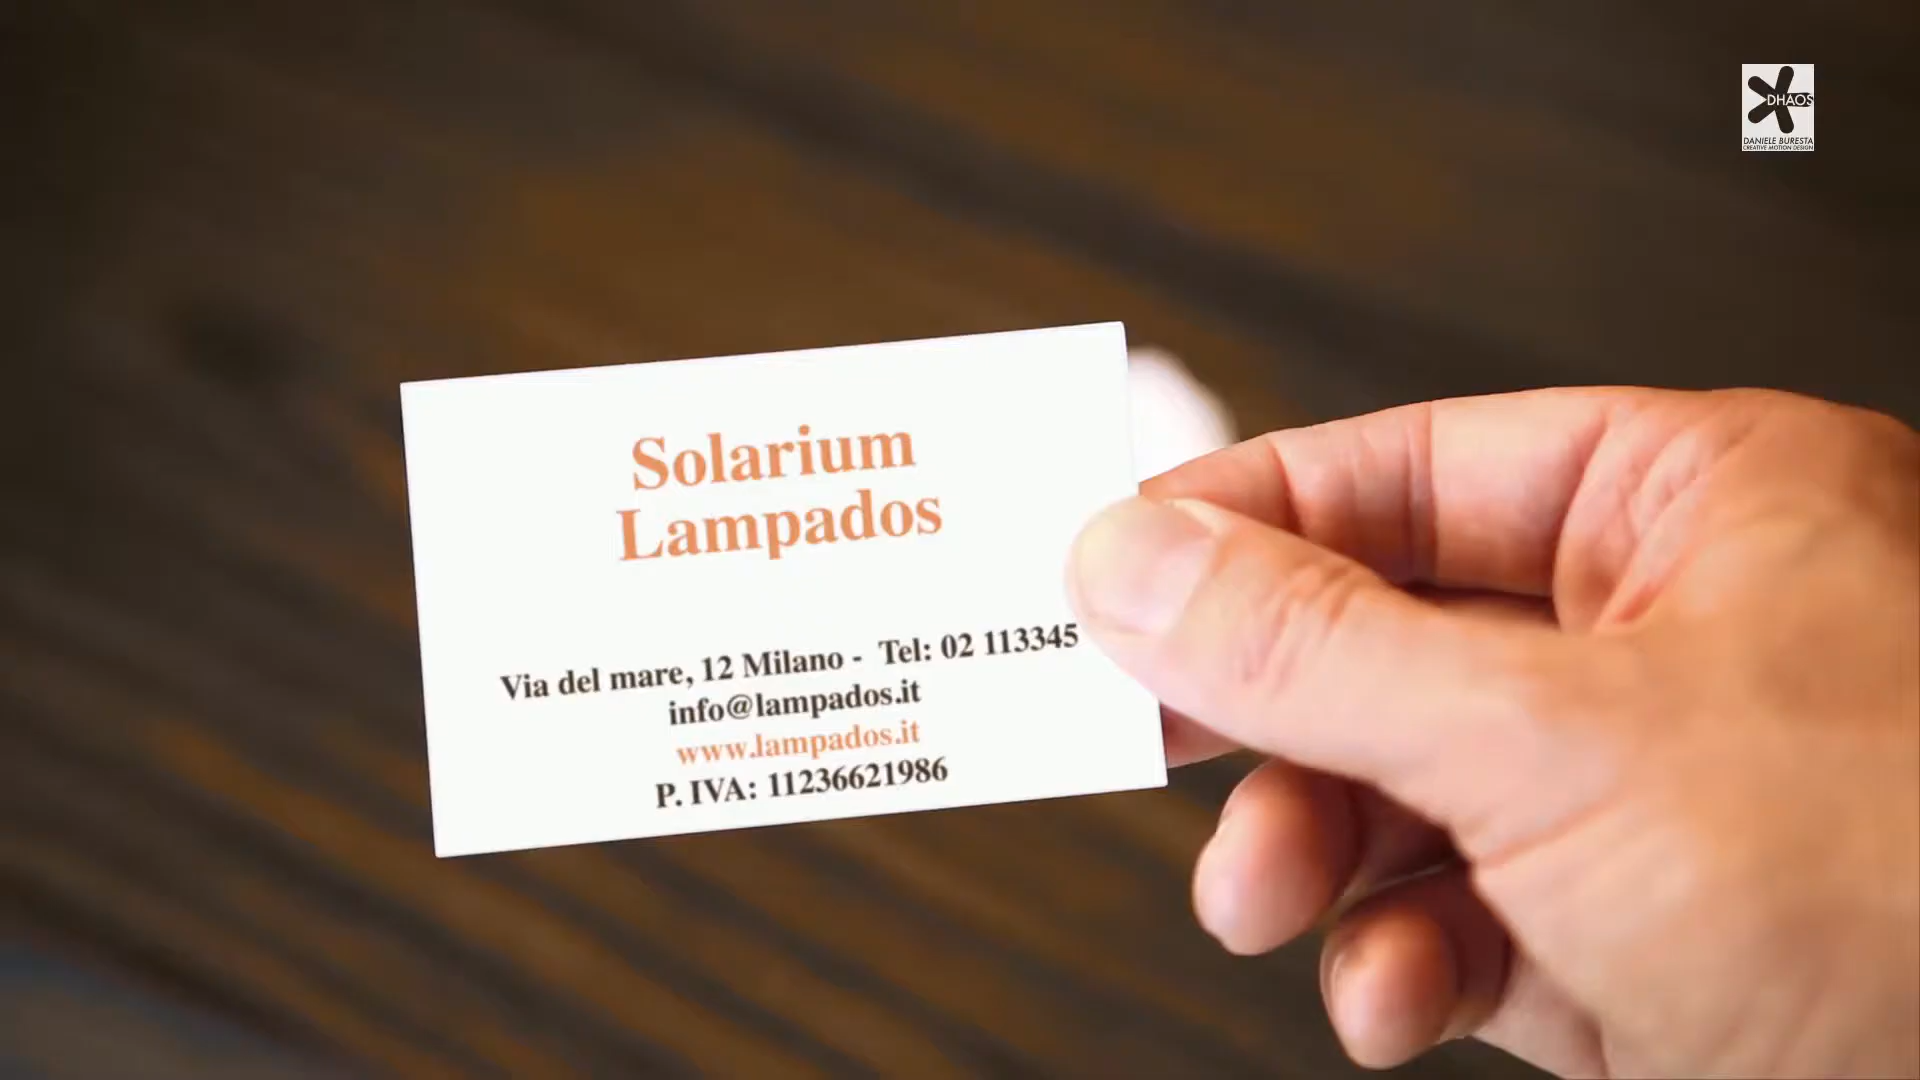 DHAOS
DANIELE BURESTA
CREATIVE MOTION DESIGN
Solarium
Lampados
Via del mare, 12 Milano - Tel: 02 113345
info@lampados.it
www.lampados.it
P. IVA: 11236621986